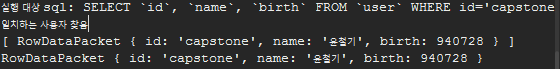 실행 대상 sql: SELECT `id`, `name`, `birth` FROM `user` WHERE id='capstone
일치하는 사용자 찾음
[ RowDataPacket { id: 'capstone', name: '윤철기', birth: 940728 } ]
RowDataPacket { id: 'capstone', name: '윤철기', birth: 940728 }